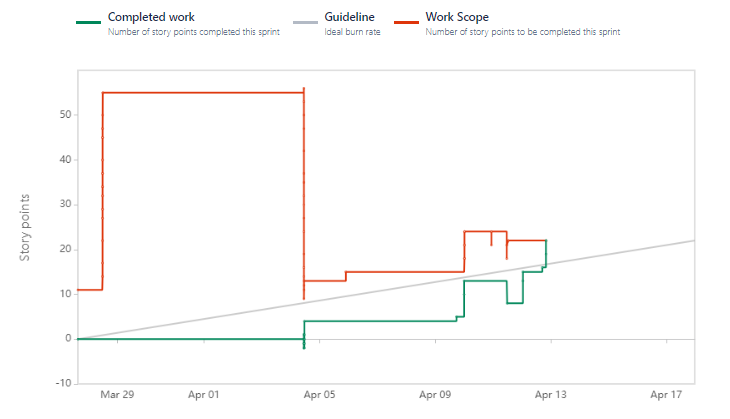 Completed work
Number of story points completed this sprint
Guideline
Ideal burn rate
Work Scope
Number of story points to be completed this sprint
Story points
50
40
30
20
10
0
-10
Mar 29
Apr 01
Apr 05
Apr 09
Apr 13
Apr 17